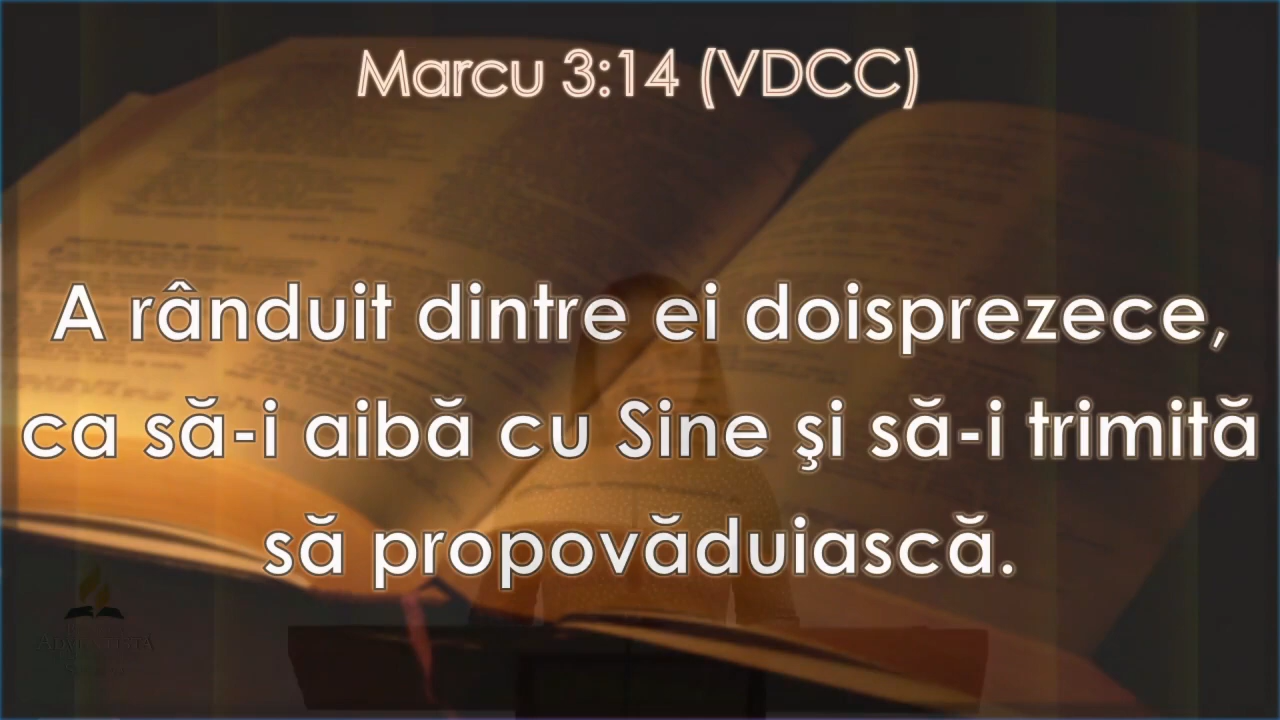 Marcu 3:14 (VDCC)
A rânduit dintre ei doisprezece,
ca să-i aibă cu Sine şi să-i trimită
să propovăduiască.